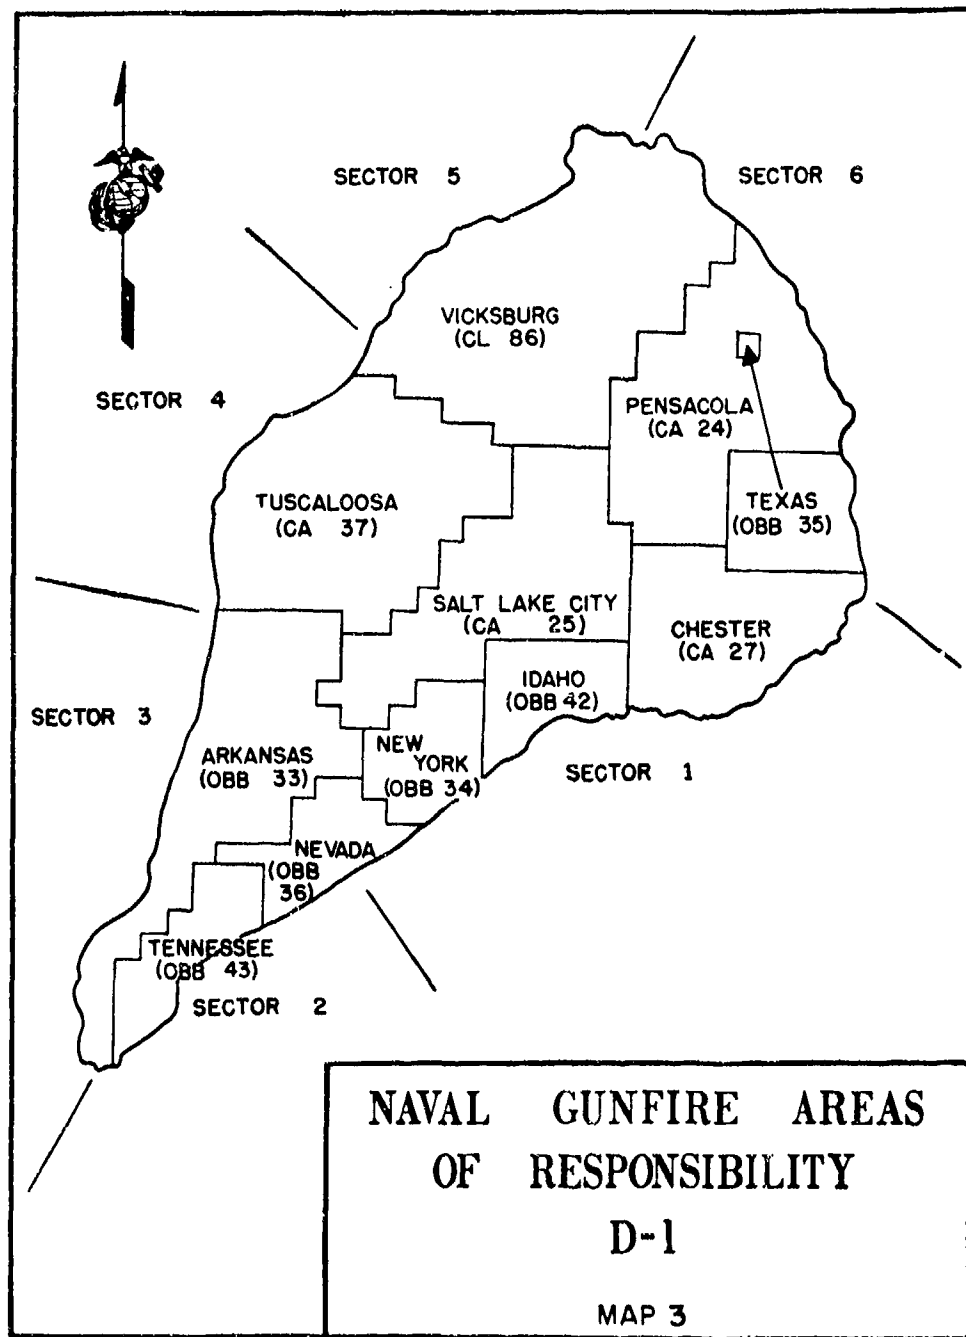 SECTOR 5
SECTOR 6
VICKSBURG
(CL 86)
SECTOR 4
PENSACOLA
(CA 24)
TUSCALOOSA
(CA 37)
TEXAS
(OBB 35)
SALT LAKE CITY
(CA 25)
CHESTER
(CA 27)
IDAHO
(OBB 42)
SECTOR 3
ARKANSAS
(OBB 33)
NEW
YORK
(OBB 34)
SECTOR 1
NEVADA
(OBB
36)
TENNESSEE
(OBB 43)
SECTOR 2
NAVAL GUNFIRE AREAS
OF RESPONSIBILITY
D-1
MAP 3